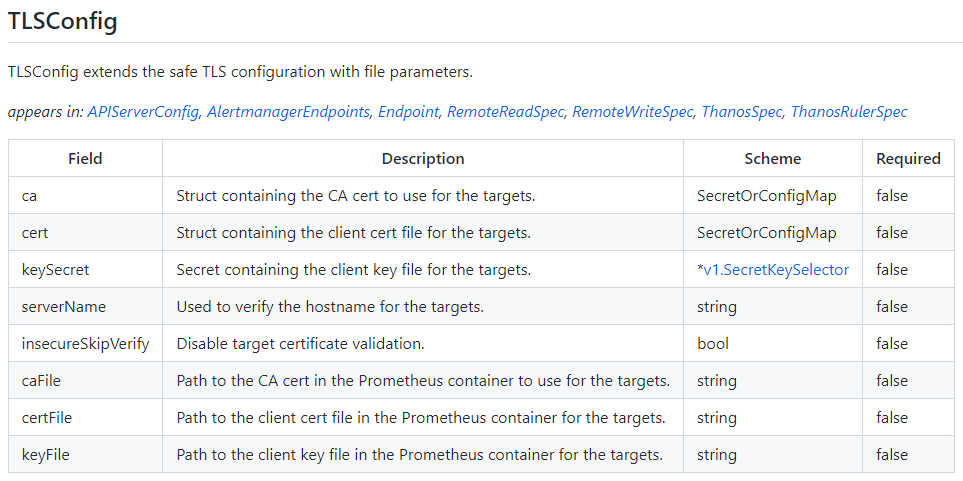 TLSConfig
TLSConfig extends the safe TLS configuration with file parameters.
appears in: APIServerConfig, AlertmanagerEndpoints, Endpoint, RemoteReadSpec, RemoteWriteSpec, ThanosSpec, ThanosRulerSpec
Field Description Scheme Required
ca Struct containing the CA cert to use for the targets. SecretOrConfigMap false
cert Struct containing the client cert file for the targets. SecretOrConfigMap false
keySecret Secret containing the client key file for the targets. *v1.SecretKeySelector false
serverName Used to verify the hostname for the targets. string false
insecureSkipVerify Disable target certificate validation. bool false
caFile Path to the CA cert in the Prometheus container to use for the targets. string false
certFile Path to the client cert file in the Prometheus container for the targets. string false
keyFile Path to the client key file in the Prometheus container for the targets. string false